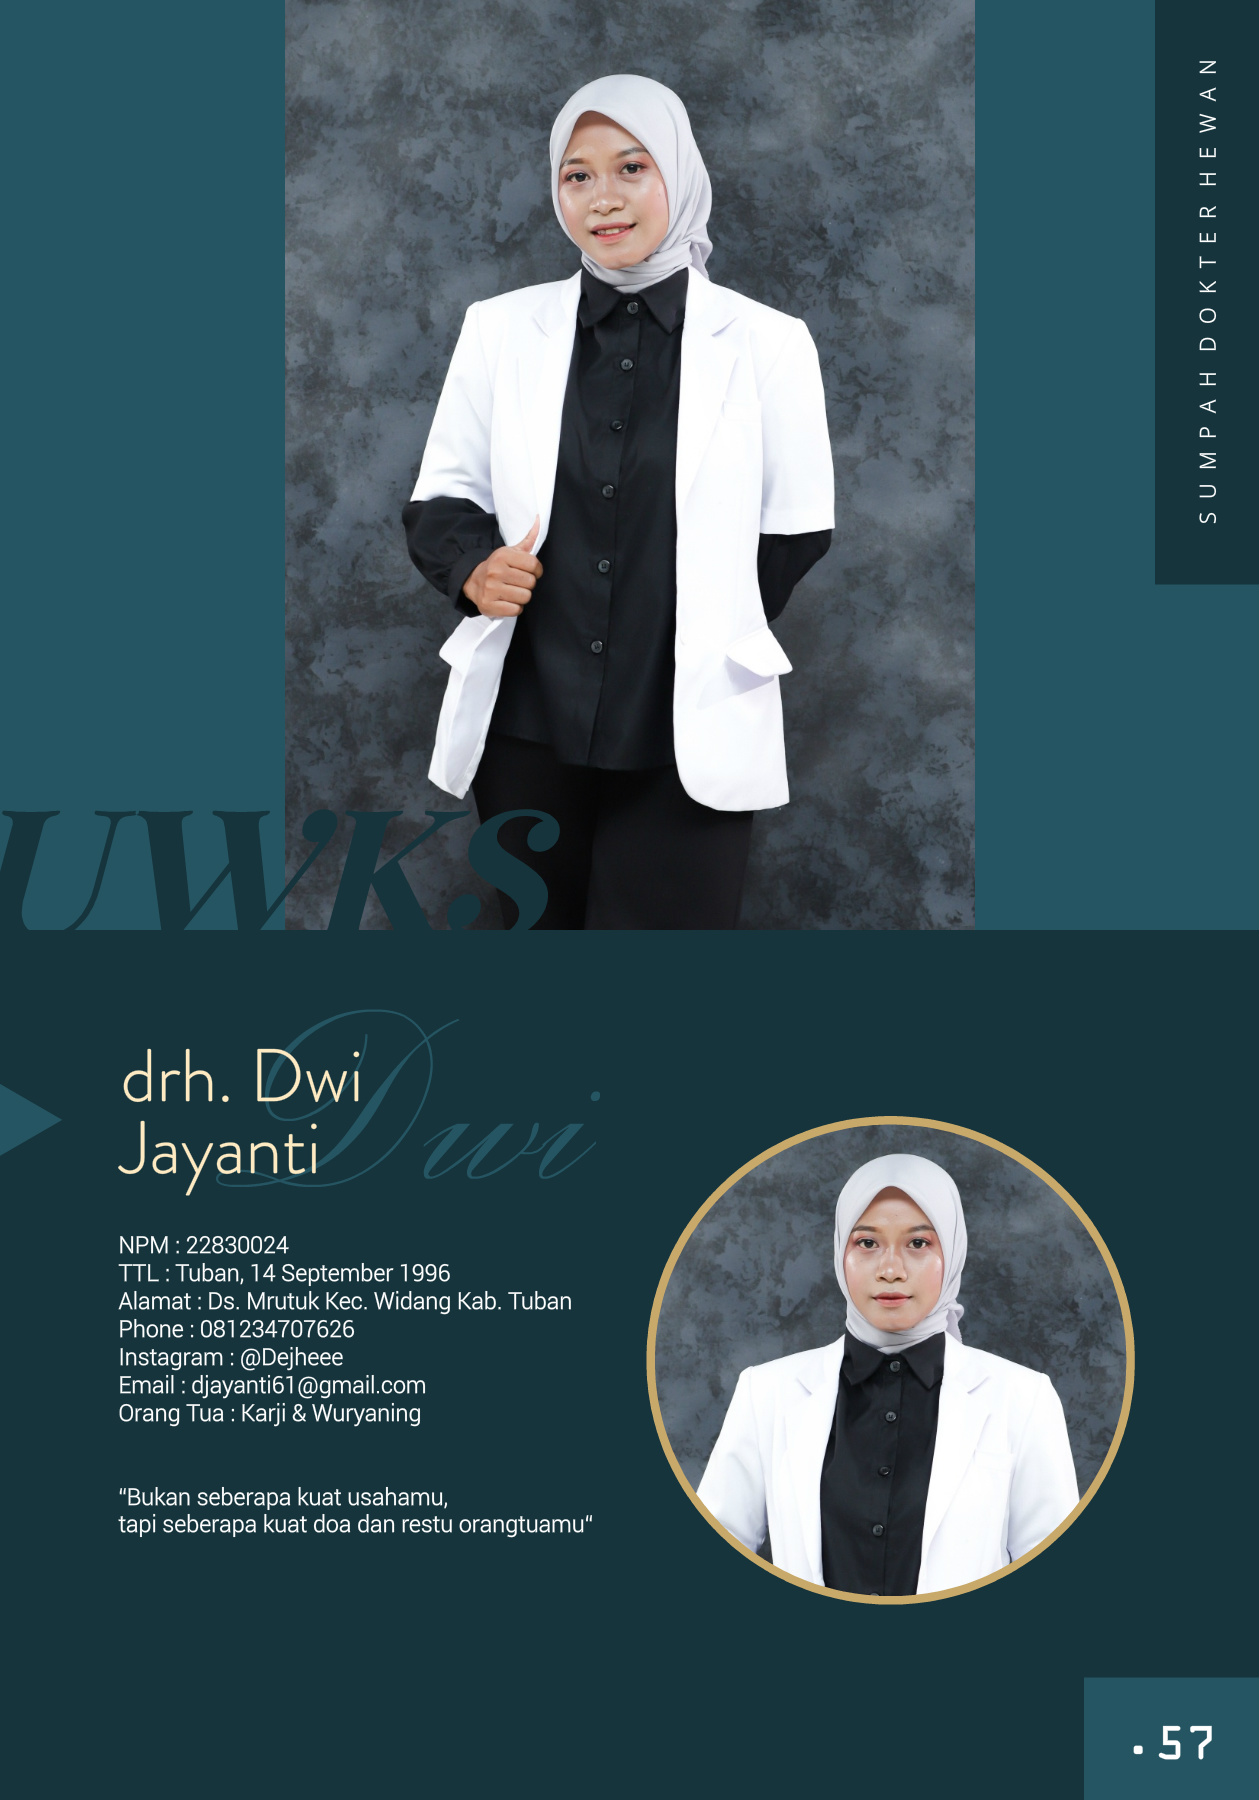 SUMPAH DOKTER HEWAN
UWKS
Dwi
drh. Dwi
Jayanti
NPM : 22830024
TTL : Tuban, 14 September 1996
Alamat : Ds. Mrutuk Kec. Widang Kab. Tuban
Phone : 081234707626
Instagram : @Dejheee
Email : djayanti61@gmail.com
Orang Tua : Karji & Wuryaning
“Bukan seberapa kuat usahamu,
tapi seberapa kuat doa dan restu orangtuamu“
.57